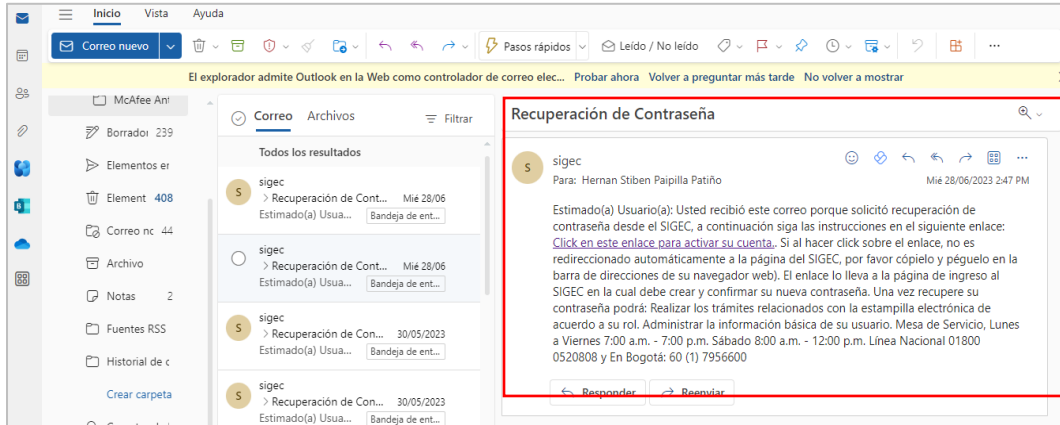 Inicio Vista Ayuda
Correo nuevo
Pasos rápidos
Leído / No leído
El explorador admite Outlook en la Web como controlador de correo elec... Probar ahora Volver a preguntar más tarde No volver a mostrar
McAfee Ant
Borrador 239
Elementos er
Element 408
Correo nc 44
Archivo
Notas 2
Fuentes RSS
Historial de c
Crear carpeta
Correo Archivos Filtrar
Todos los resultados
S
sigec
> Recuperación de Cont... Mié 28/06
Estimado(a) Usua... Bandeja de ent...
sigec
> Recuperación de Cont... Mié 28/06
Estimado(a) Usua... Bandeja de ent...
S
sigec
> Recuperación de Con... 30/05/2023
Estimado(a) Usua... Bandeja de ent...
S
sigec
> Recuperación de Con... 30/05/2023
Estimado(a) Usua... Bandeja de ent...
Recuperación de Contraseña
S
sigec
Para: Hernan Stiben Paipilla Patiño Mié 28/06/2023 2:47 PM
Estimado(a) Usuario(a): Usted recibió este correo porque solicitó recuperación de
contraseña desde el SIGEC, a continuación siga las instrucciones en el siguiente enlace:
Click en este enlace para activar su cuenta.. Si al hacer click sobre el enlace, no es
redireccionado automáticamente a la página del SIGEC, por favor cópielo y péguelo en la
barra de direcciones de su navegador web). El enlace lo lleva a la página de ingreso al
SIGEC en la cual debe crear y confirmar su nueva contraseña. Una vez recupere su
contraseña podrá: Realizar los trámites relacionados con la estampilla electrónica de
acuerdo a su rol. Administrar la información básica de su usuario. Mesa de Servicio, Lunes
a Viernes 7:00 a.m. - 7:00 p.m. Sábado 8:00 a.m. - 12:00 p.m. Línea Nacional 01800
0520808 y En Bogotá: 60 (1) 7956600
Responder Reenviar